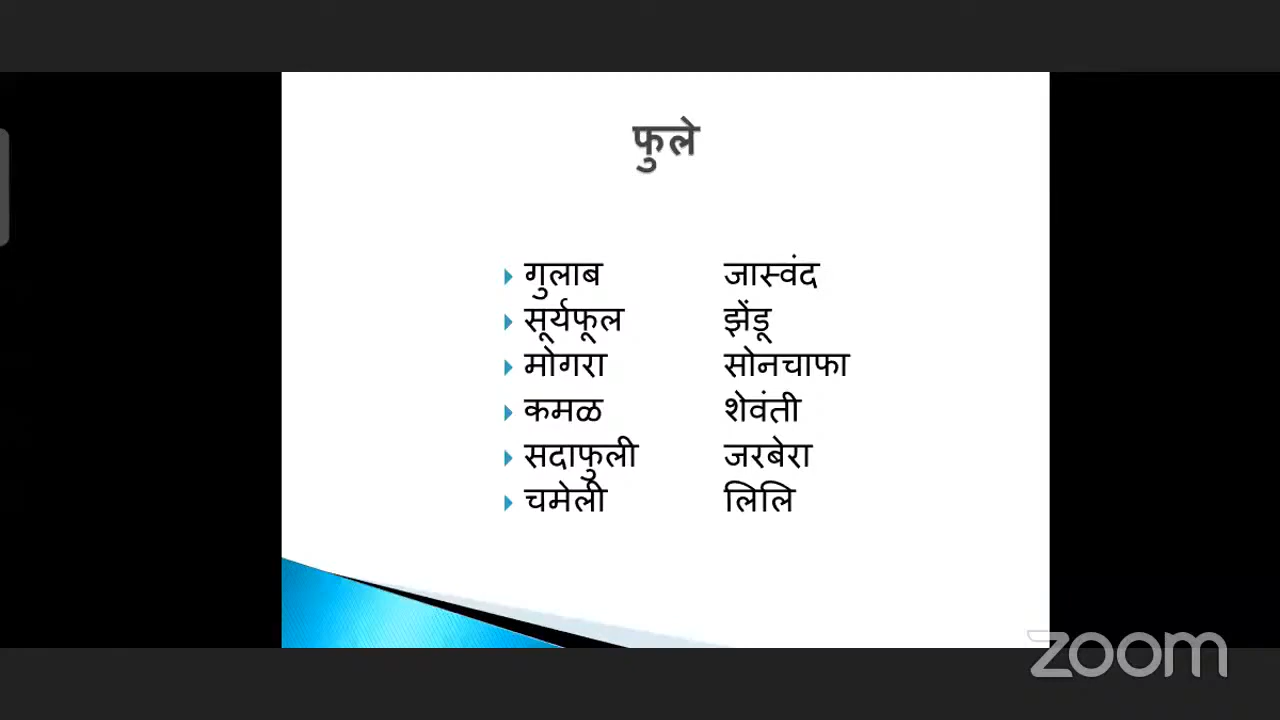 फुले
गुलाब जास्वंद
सूर्यफूल झेंडू
मोगरा सोनचाफा
कमळ शेवंती
सदाफुली जरबेरा
चमेली लिलि
zoom